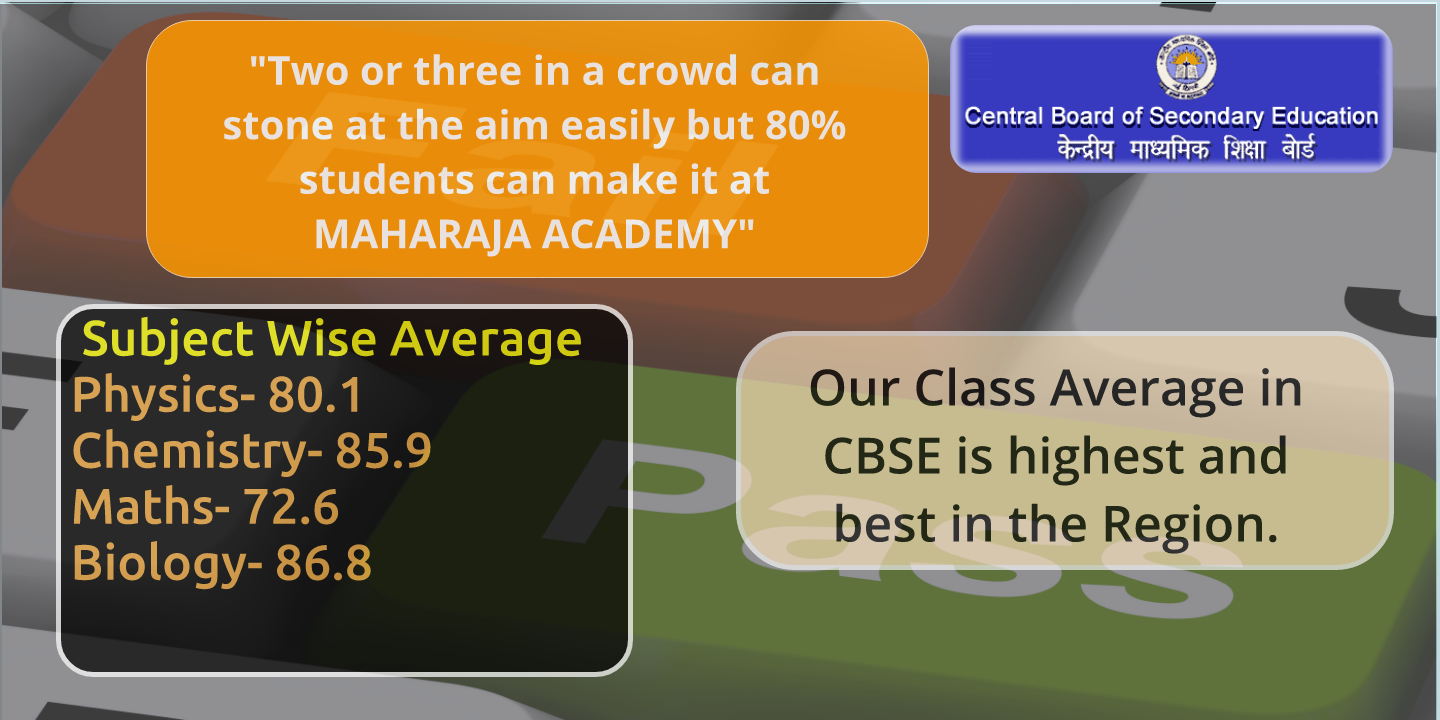 "Two or three in a crowd can
stone at the aim easily but 80%
students can make it at
MAHARAJA ACADEMY"
Central Board of Secondary Education
केन्द्रीय माध्यमिक शिक्षा बोर्ड
Subject Wise Average
Physics- 80.1
Chemistry- 85.9
Maths- 72.6
Biology- 86.8
Our Class Average in
CBSE is highest and
best in the Region.
Fail
Pass